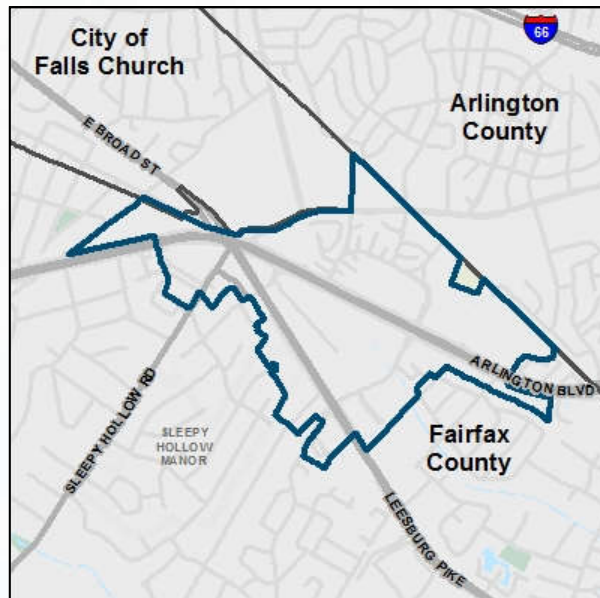 City of
Falls Church
66
Arlington
County
E BROAD ST
SLEEPY HOLLOW RD
SLEEPY
HOLLOW
MANOR
ARLINGTON BLVD
Fairfax
County
LEESBURG PIKE